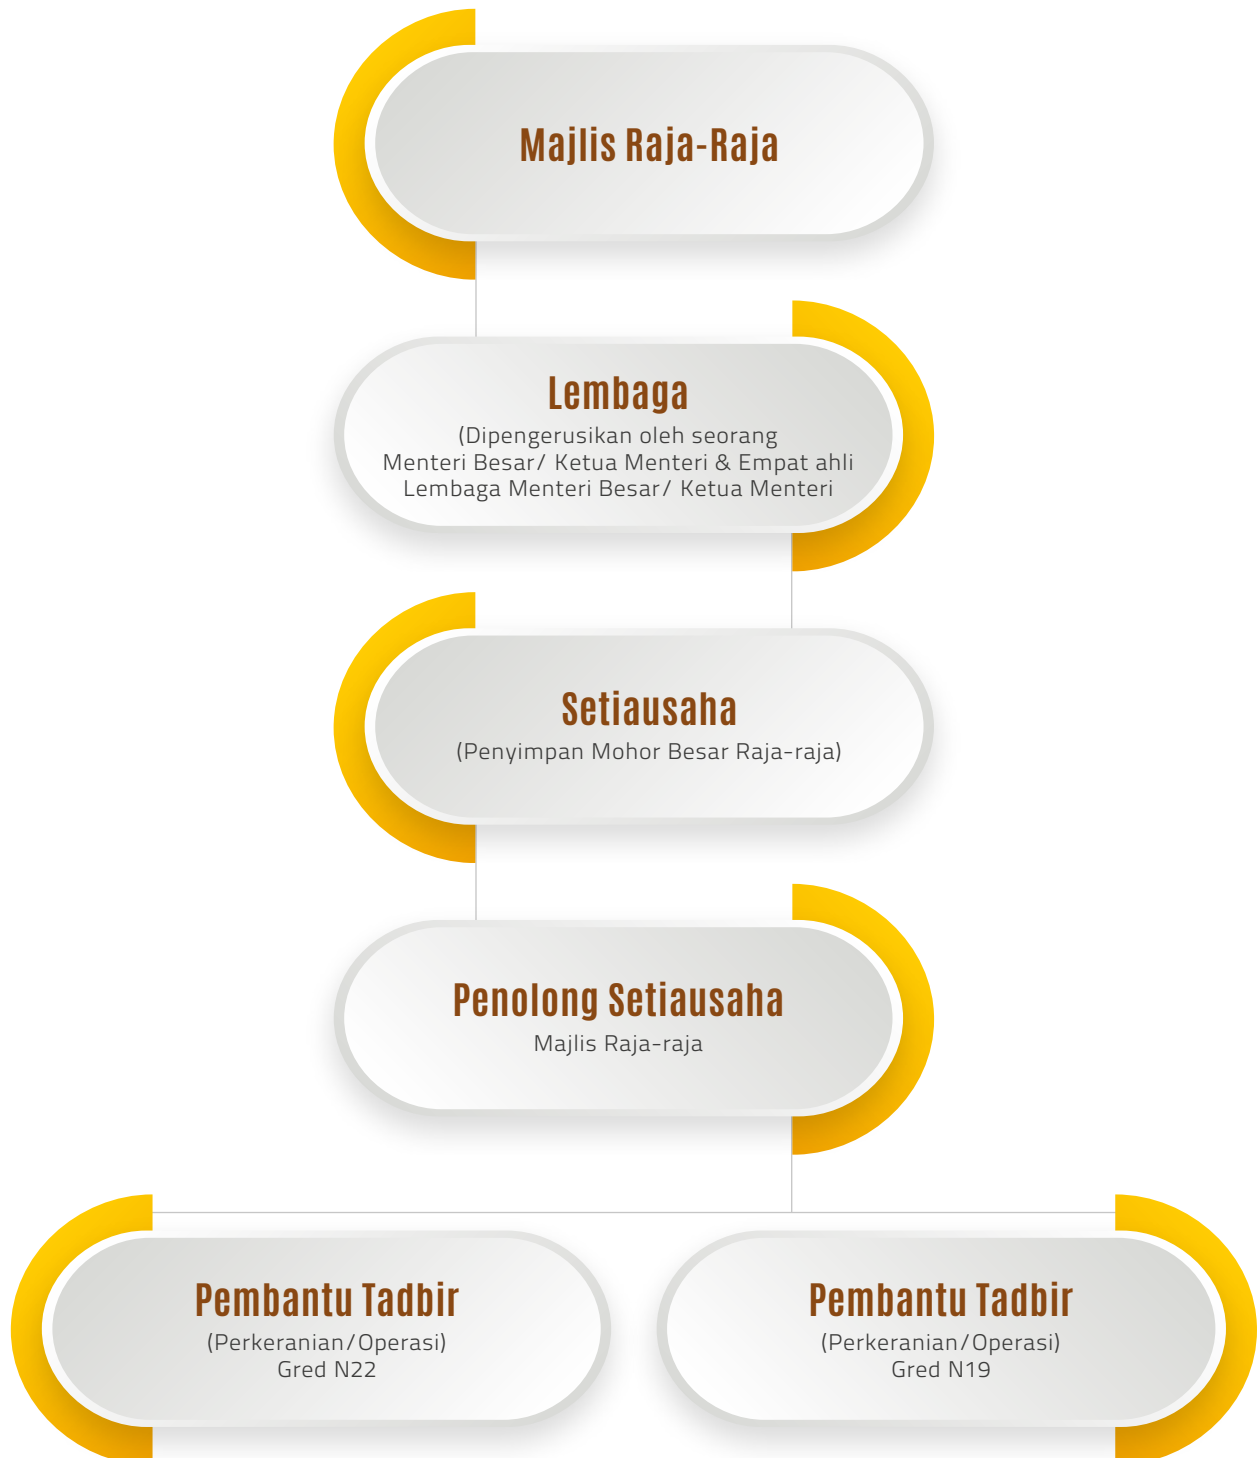 Majlis Raja-Raja
Lembaga
(Dipengerusikan oleh seorang
Menteri Besar/ Ketua Menteri & Empat ahli
Lembaga Menteri Besar/ Ketua Menteri
Setiausaha
(Penyimpan Mohor Besar Raja-raja)
Penolong Setiausaha
Majlis Raja-raja
Pembantu Tadbir
(Perkeranian/Operasi)
Gred N22
Pembantu Tadbir
(Perkeranian/Operasi)
Gred N19